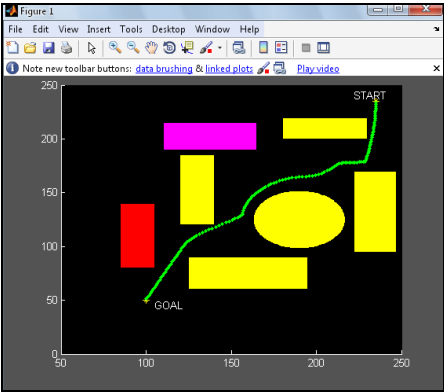 Figure 1
File Edit View Insert Tools Desktop Window Help
Note new toolbar buttons: data brushing & linked plots Play video
250
START
200
150
100
50
GOAL
0
50 100 150 200 250